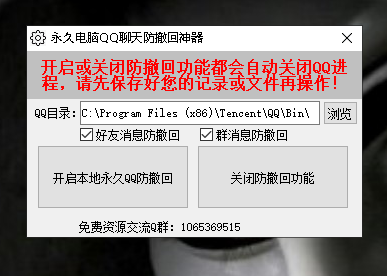 永久电脑QQ聊天防撤回神器
开启或关闭防撤回功能都会自动关闭QQ进
程，请先保存好您的记录或文件再操作！
QQ目录：C:\Program Files (x86)\Tencent\QQ\Bin\ 浏览
好友消息防撤回 群消息防撤回
开启本地永久QQ防撤回 关闭防撤回功能
免费资源交流Q群：1065369515